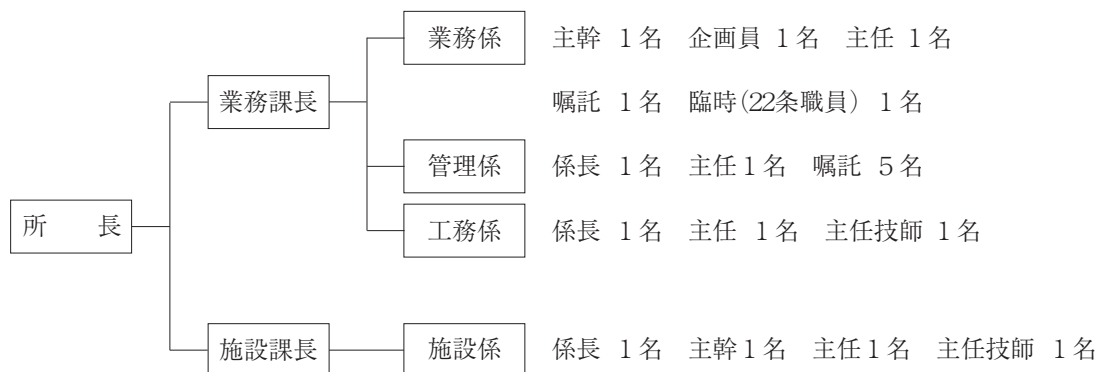 業務係 主幹 1名 企画員 1名 主任 1名
業務課長 嘱託 1名 臨時(22条職員) 1名
管理係 係長 1名 主任1名 嘱託 5名
所 長 工務係 係長 1名 主任 1名 主任技師 1名
施設課長 施設係 係長 1名 主幹1名 主任1名 主任技師 1名